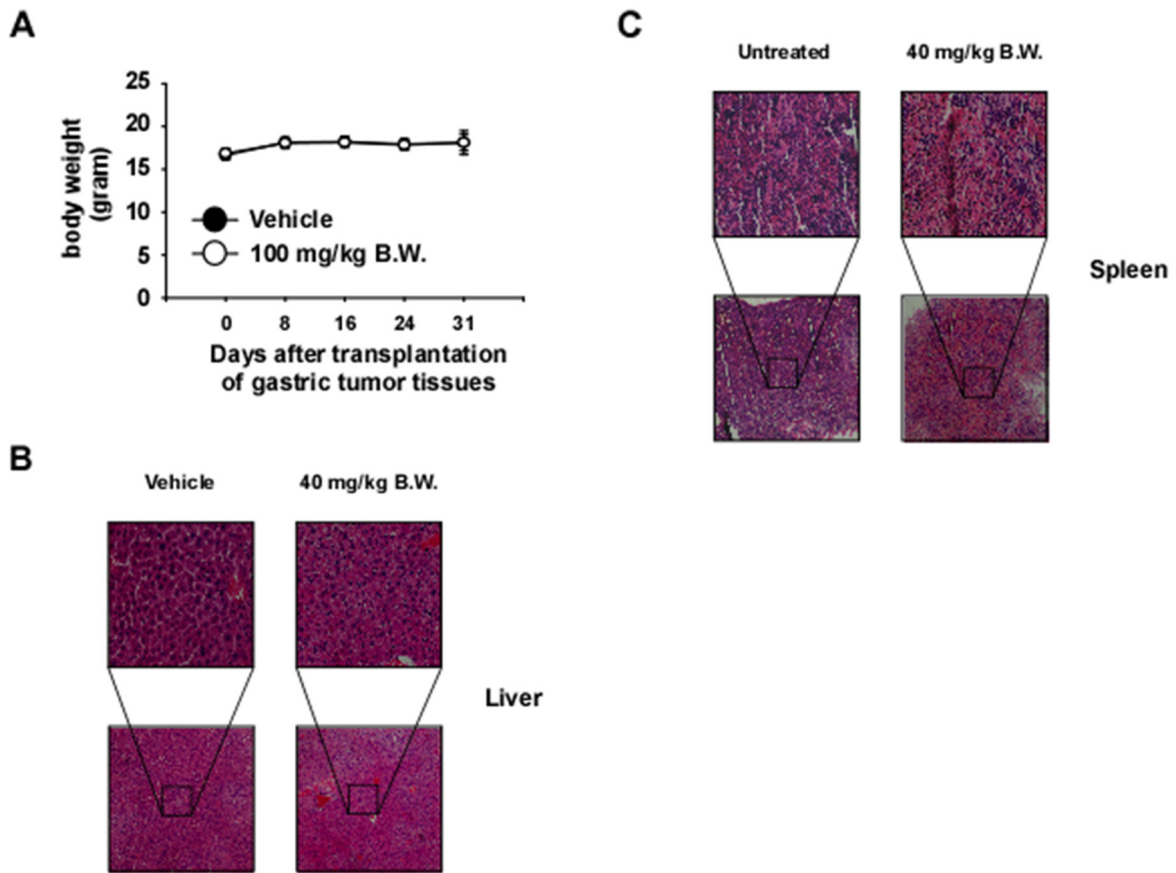 A
25
20
15
10
5
0
body weight
(gram)
Vehicle
100 mg/kg B.W.
0 8 16 24 31
Days after transplantation
of gastric tumor tissues
B
Vehicle 40 mg/kg B.W.
Liver
C
Untreated 40 mg/kg B.W.
Spleen